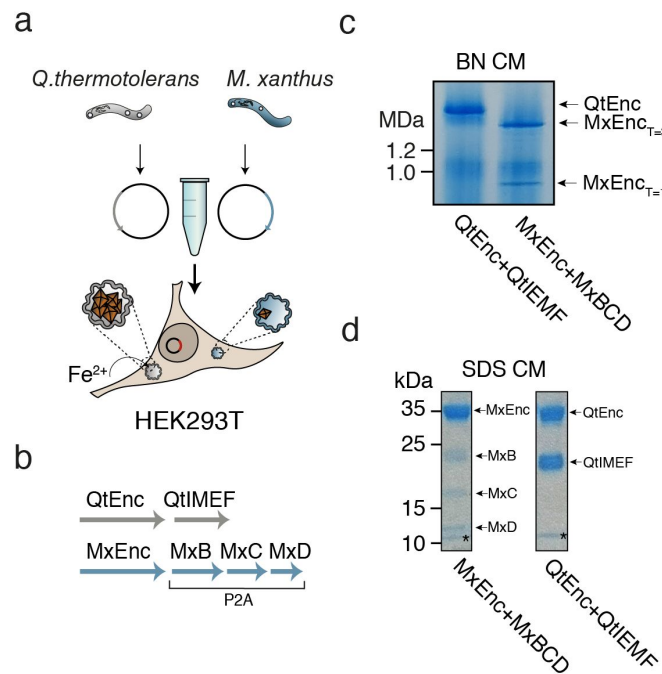 a
Q.thermotolerans
M. xanthus
Fe²⁺
HEK293T
b
QtEnc QtIMEF
MxEnc MxB MxC MxD
P2A
c
BN CM
MDa
1.2
1.0
QtEnc
MxEnc
MxEnc
QtEnc+QtIEMF
MxEnc+MxBCD
d
SDS CM
kDa
35
25
15
10
MxEnc
MxB
MxC
MxD
*
QtEnc
QtIMEF
*
MxEnc+MxBCD
QtEnc+QtIEMF